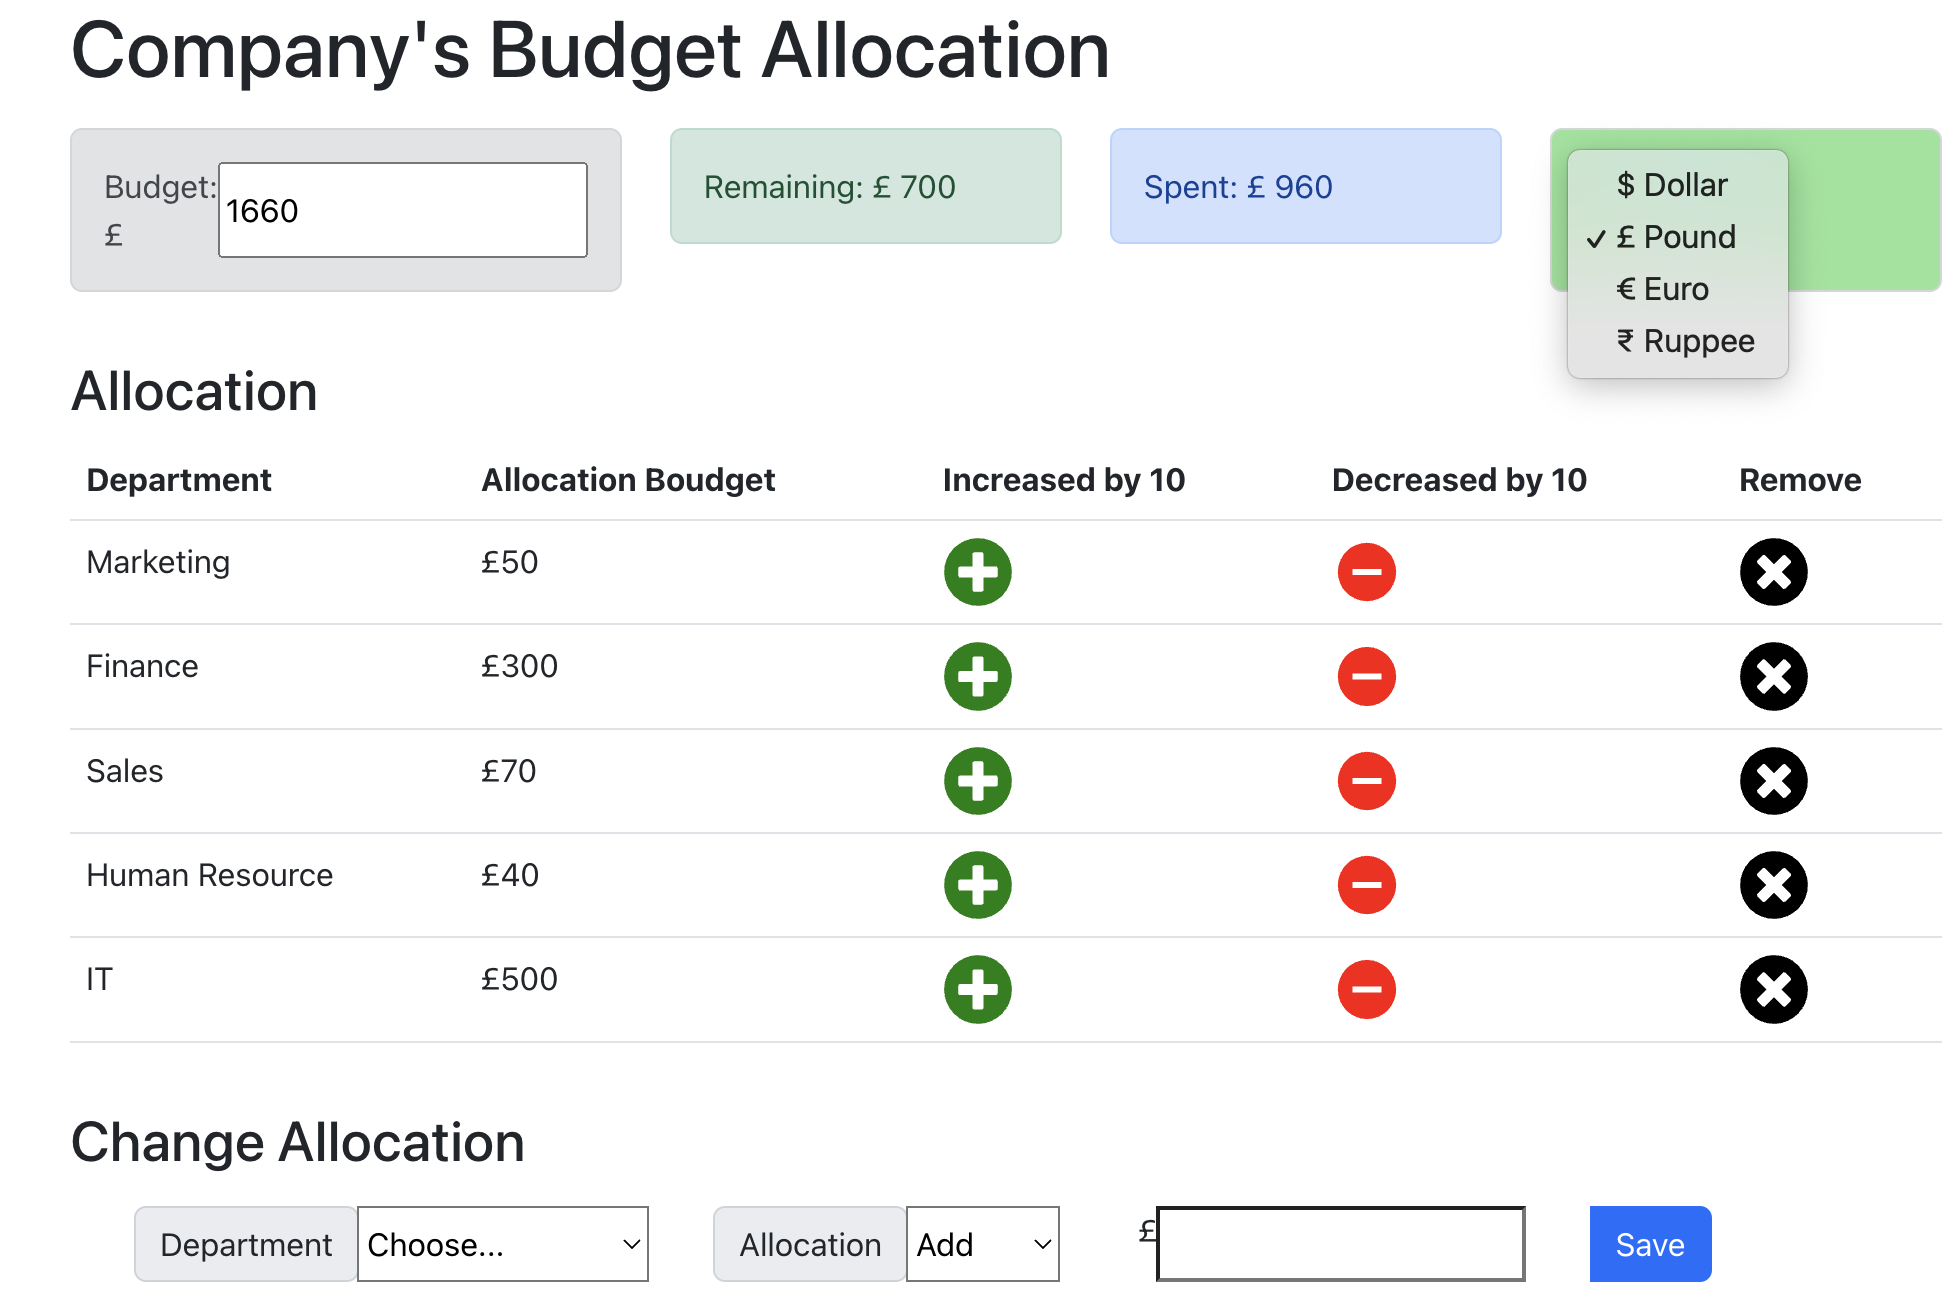 Company's Budget Allocation
Budget: £ 1660
Remaining: £ 700
Spent: £ 960
$ Dollar
✓ £ Pound
€ Euro
₹ Ruppee
Allocation
Department Allocation Boudget Increased by 10 Decreased by 10 Remove
Marketing £50
Finance £300
Sales £70
Human Resource £40
IT £500
Change Allocation
Department Choose... Allocation Add £ Save